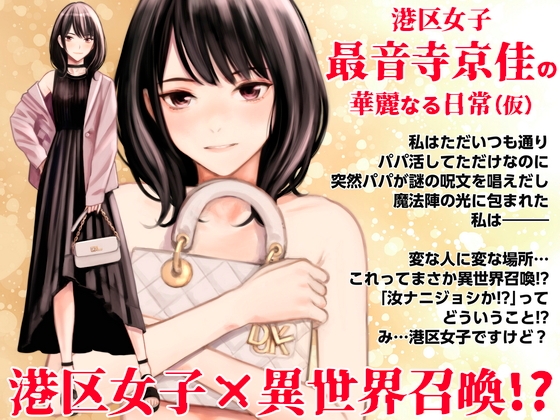 港区女子
最音寺京佳の
華麗なる日常(仮)
私はただいつも通り
パパ活してただけなのに
突然パパが謎の呪文を唱えだし
魔法陣の光に包まれた
私は―――
変な人に変な場所…
これってまさか異世界召喚!?
「汝ナニジョシか!?」って
どういうこと!?
み…港区女子ですけど?
港区女子×異世界召喚!?